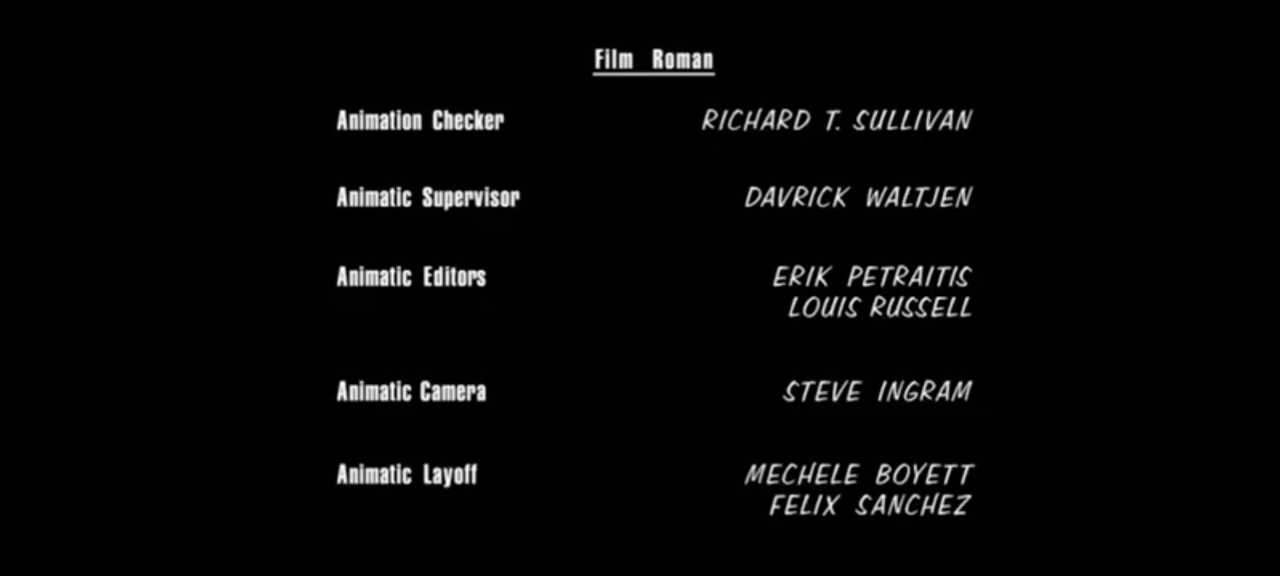 Film Roman
Animation Checker RICHARD T. SULLIVAN
Animatic Supervisor DAVRICK WALTJEN
Animatic Editors ERIK PETRAITIS
LOUIS RUSSELL
Animatic Camera STEVE INGRAM
Animatic Layoff MECHELE BOYETT
FELIX SANCHEZ